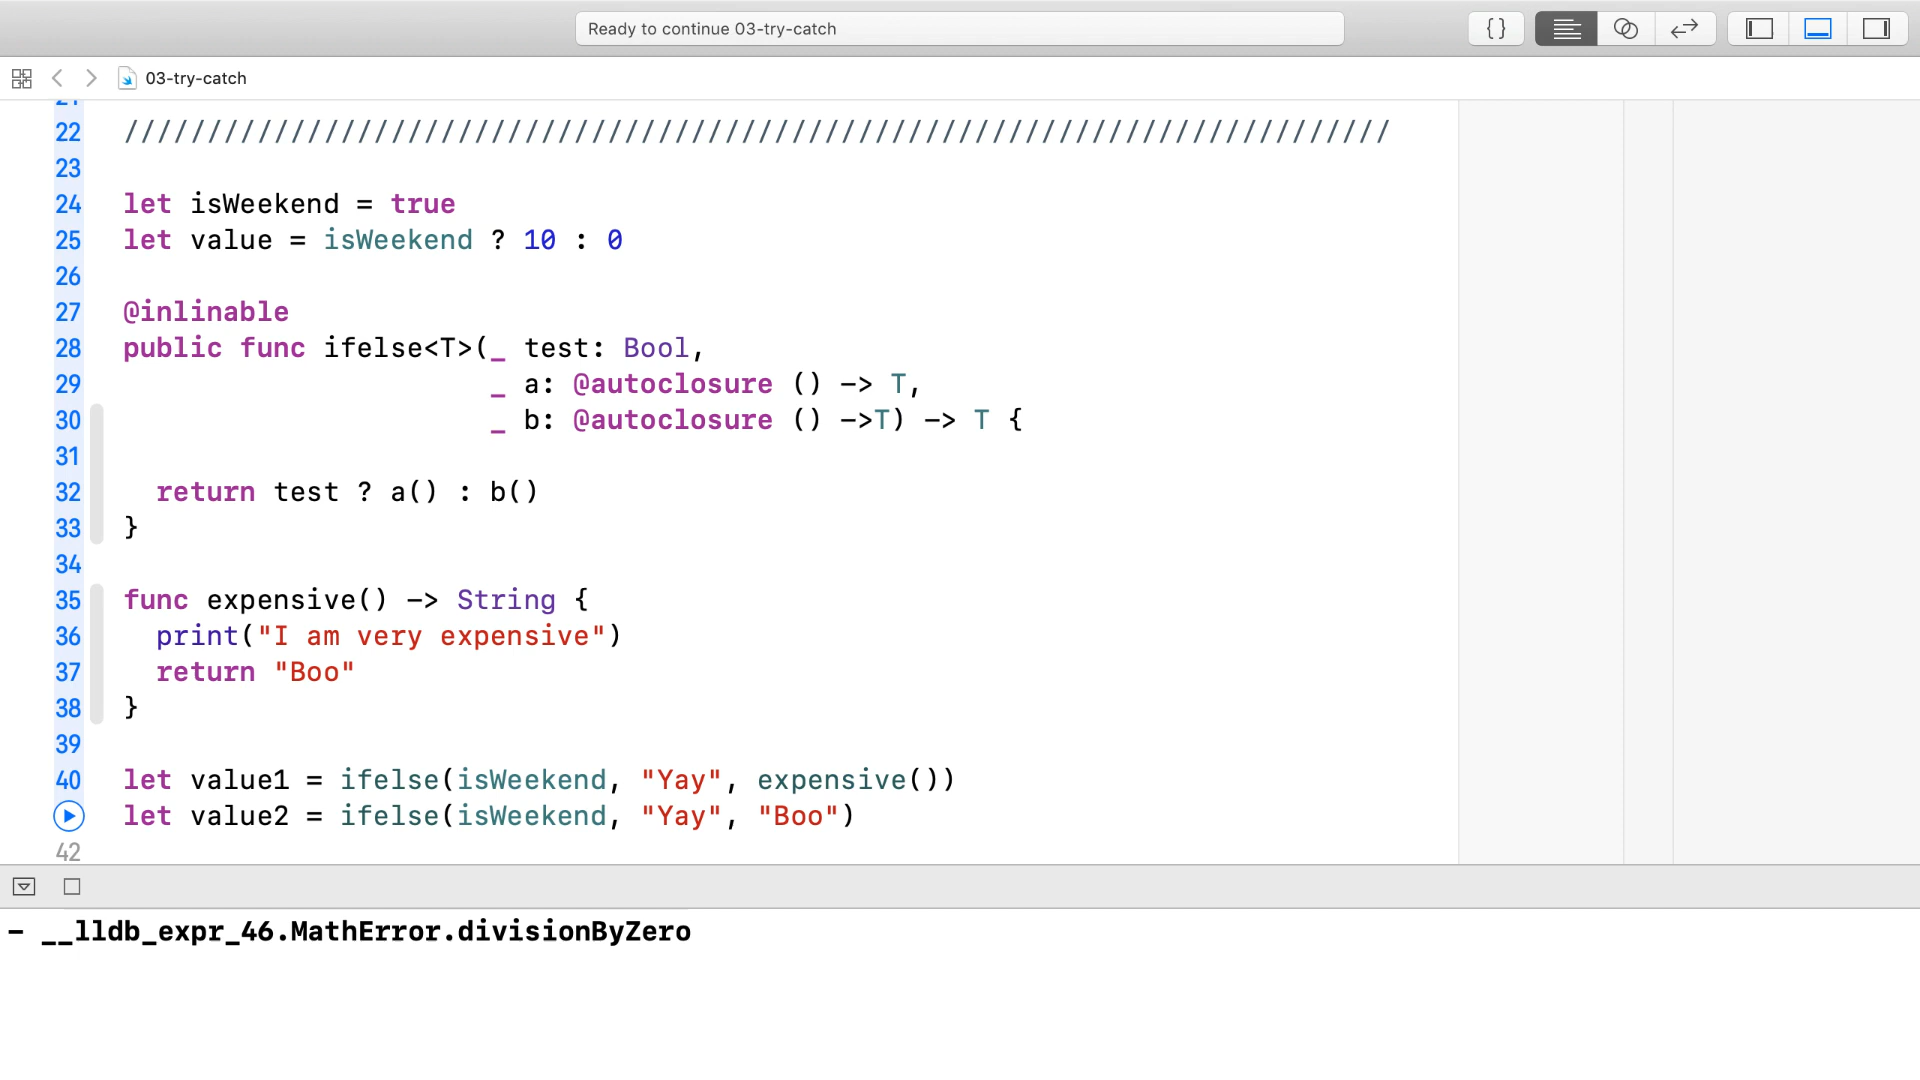 Ready to continue 03-try-catch
{}
03-try-catch
21
22 ////////////////////////////////////////////////////////////////////////////
23
24 let isWeekend = true
25 let value = isWeekend ? 10 : 0
26
27 @inlinable
28 public func ifelse<T>(_ test: Bool,
29 _ a: @autoclosure () -> T,
30 _ b: @autoclosure () ->T) -> T {
31
32 return test ? a() : b()
33 }
34
35 func expensive() -> String {
36 print("I am very expensive")
37 return "Boo"
38 }
39
40 let value1 = ifelse(isWeekend, "Yay", expensive())
let value2 = ifelse(isWeekend, "Yay", "Boo")
42
- __lldb_expr_46.MathError.divisionByZero